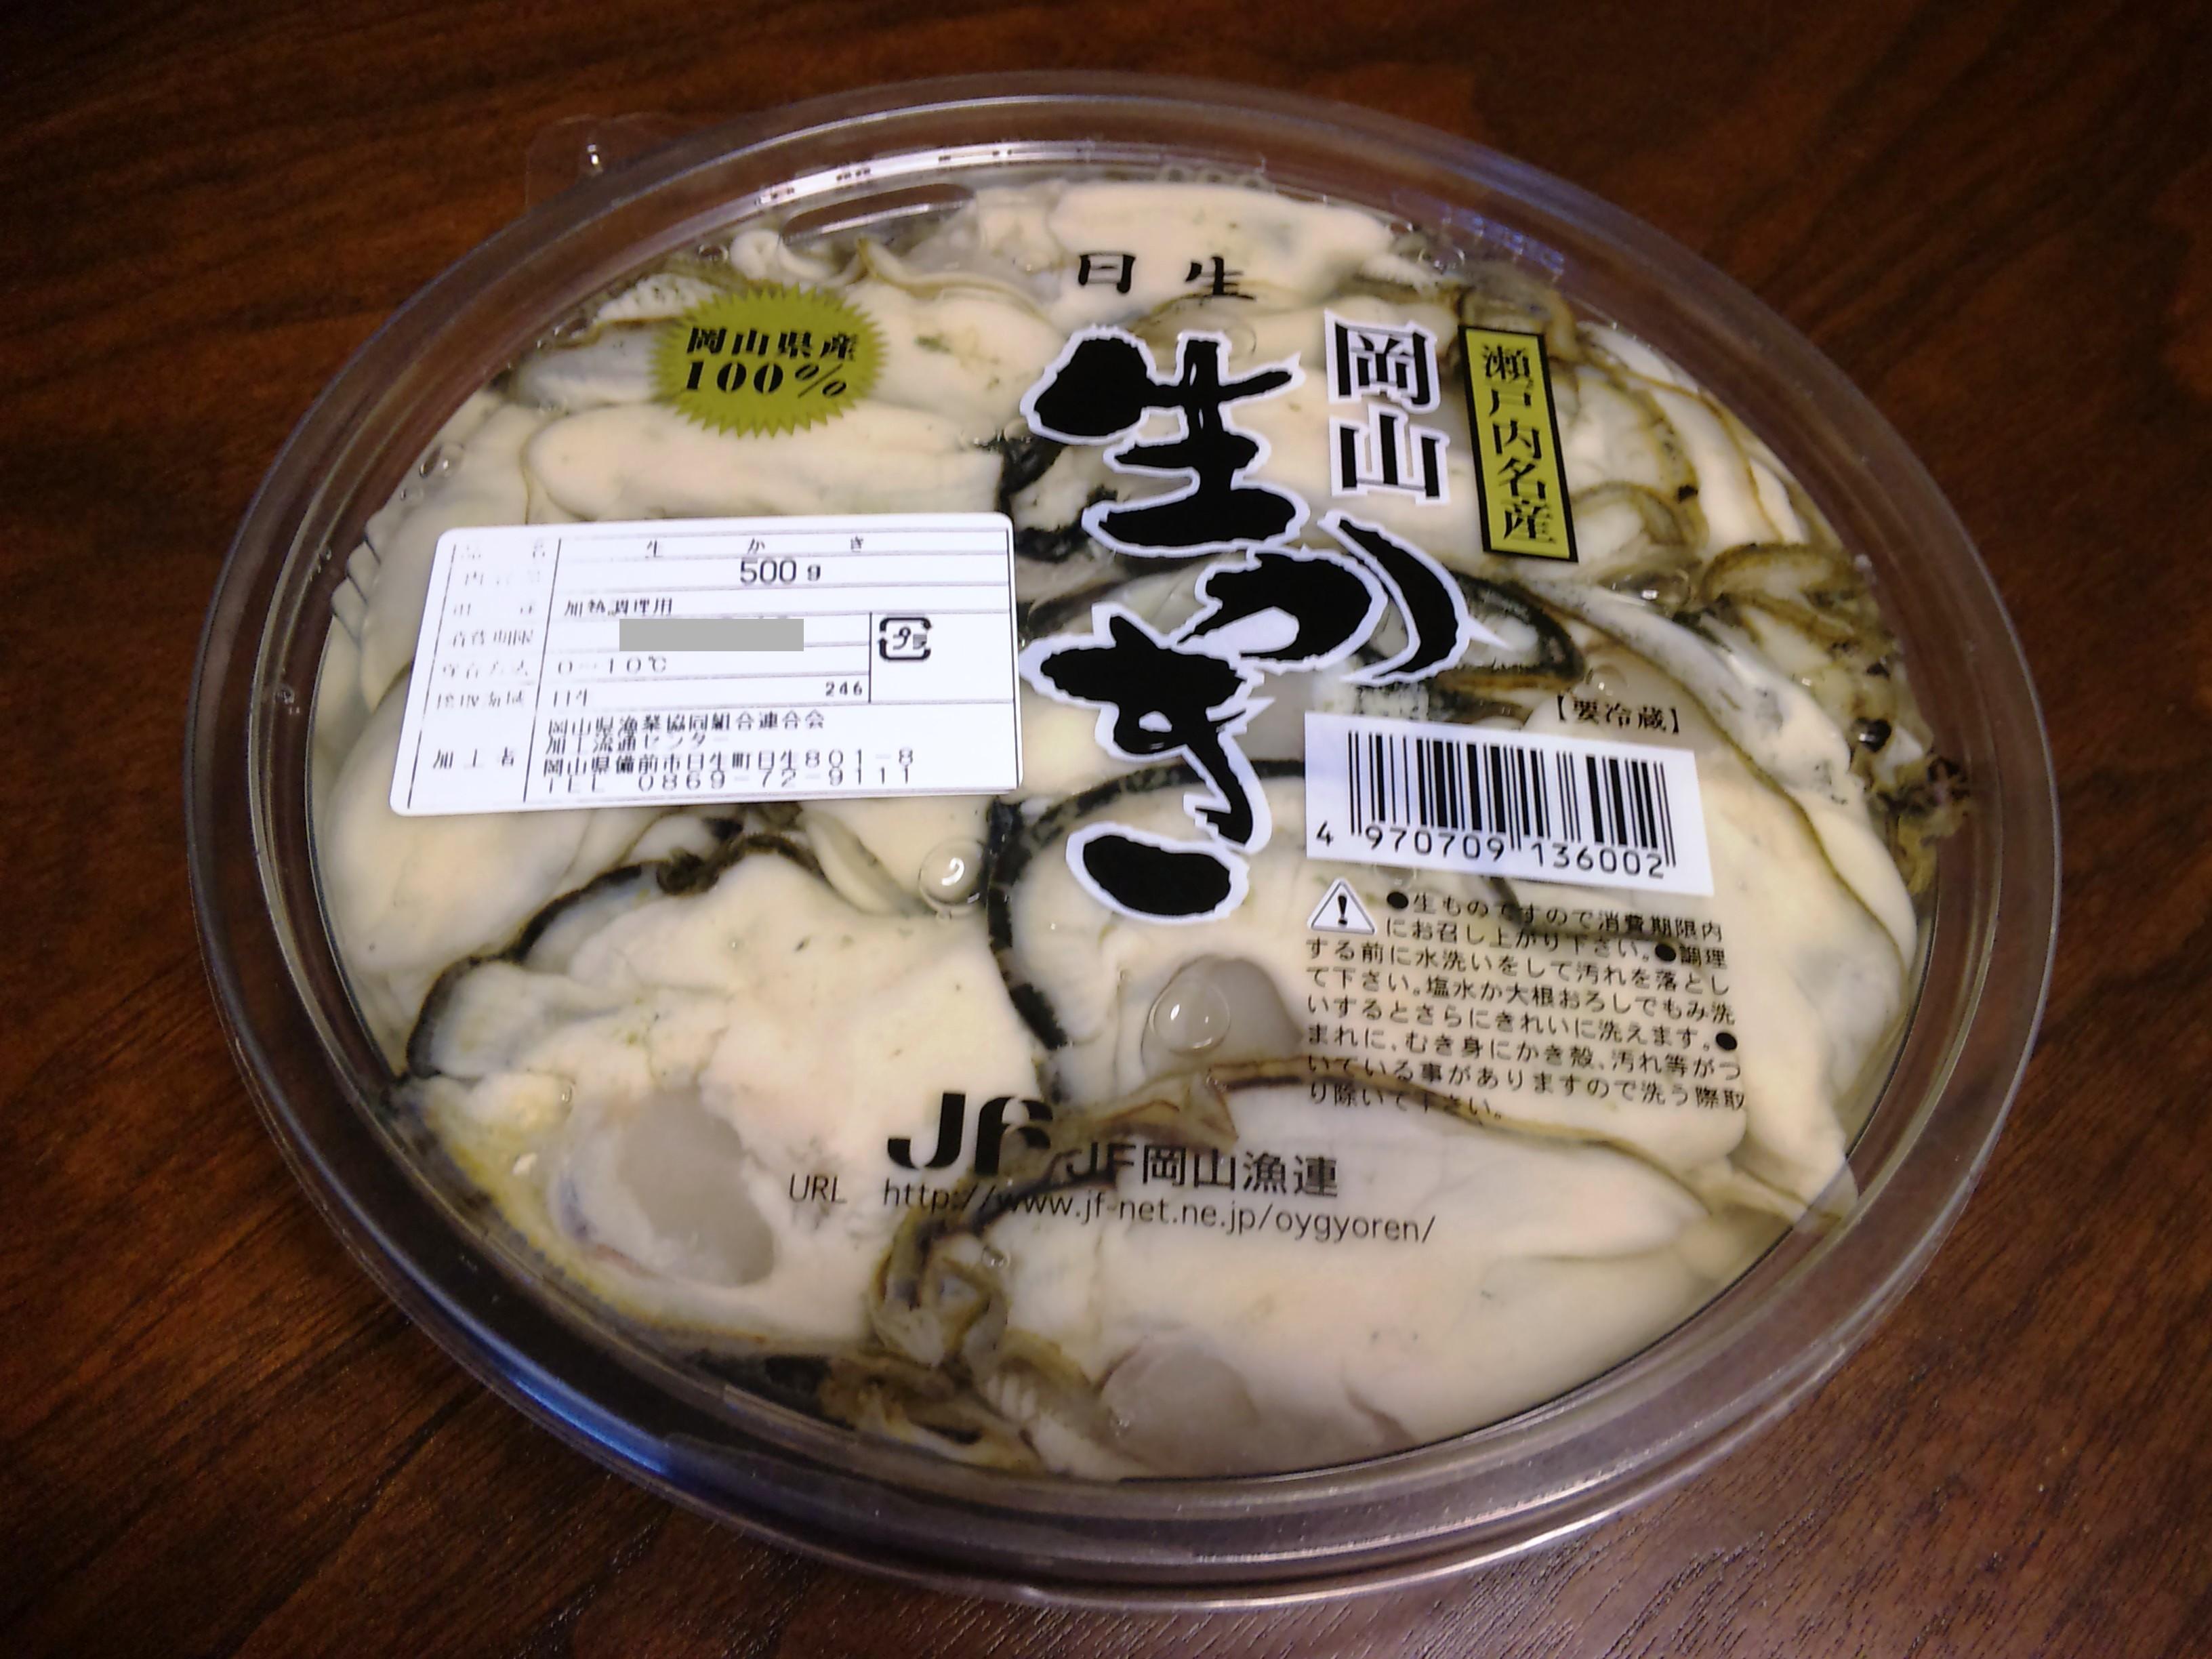 日生
岡山県産
100%
瀬戸内名産
岡山
生かき
生かき
500g
加熱調理用
プラ
0〜10℃
日生 246
加工者
岡山県漁業協同組合連合会
加工流通センター
岡山県備前市日生町日生801-8
TEL 0869-72-9111
【要冷蔵】
4 970709 136002
●生ものですので消費期限内
にお召し上がり下さい。●調理
する前に水洗いをして汚れを落とし
て下さい。塩水か大根おろしでもみ洗
いするとさらにきれいに洗えます。●
まれに、むき身にかき殻、汚れ等がつ
いている事がありますので洗う際取
り除いて下さい。
JF JF岡山漁連
URL http://www.jf-net.ne.jp/oygyoren/